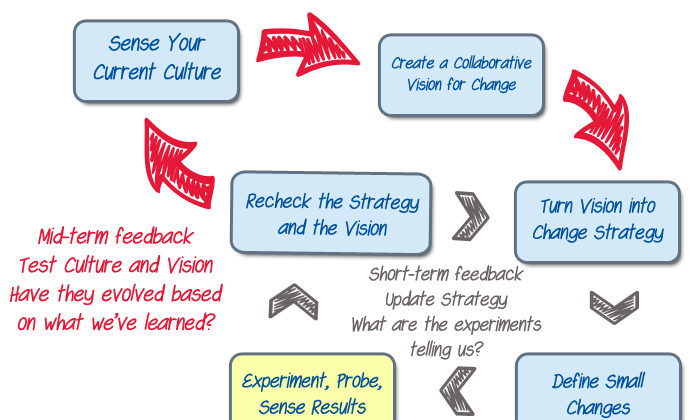 Sense Your
Current Culture
Create a Collaborative
Vision for Change
Recheck the Strategy
and the Vision
Turn Vision into
Change Strategy
Mid-term feedback
Test Culture and Vision
Have they evolved based
on what we've learned?
Short-term feedback
Update Strategy
What are the experiments
telling us?
Experiment, Probe,
Sense Results
Define Small
Changes